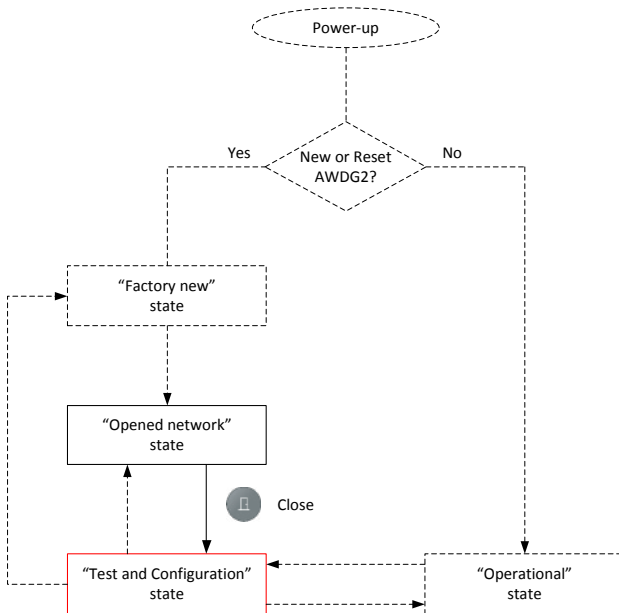 Power-up
Yes
New or Reset
AWDG2?
No
“Factory new”
state
“Opened network”
state
Close
“Test and Configuration”
state
“Operational”
state